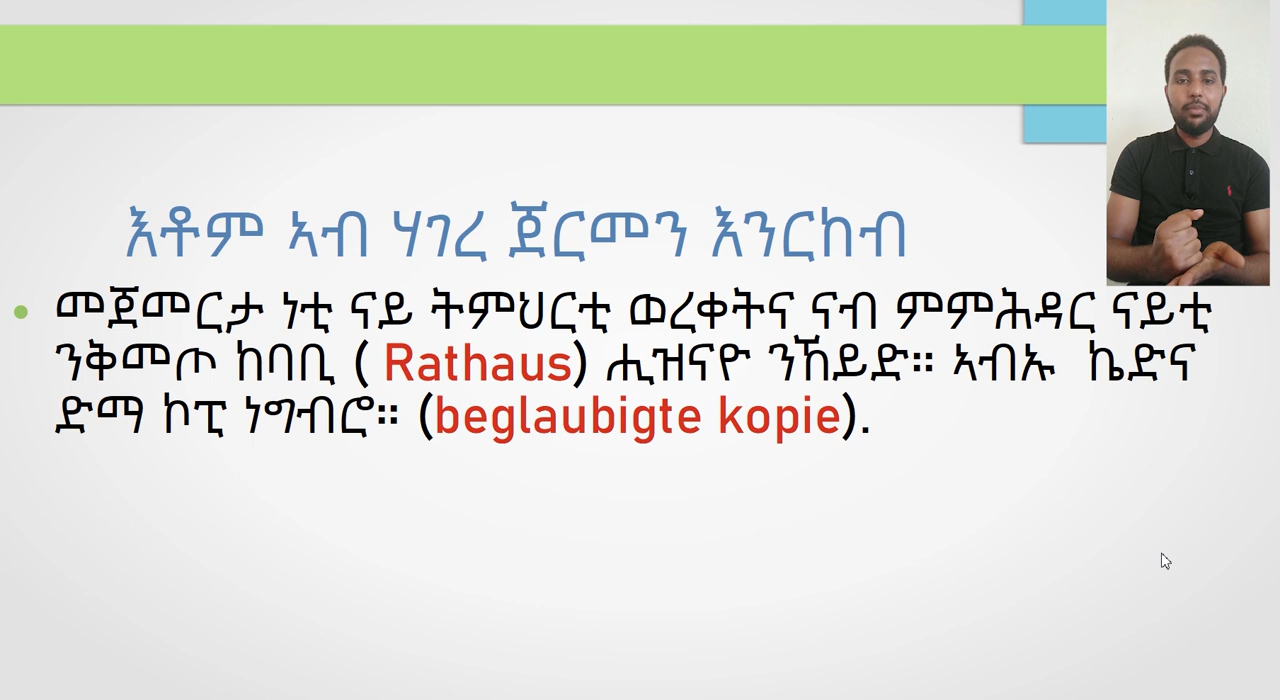 እቶም ኣብ ሃገረ ጀርመን እንርከብ
መጀመርታ ነቲ ናይ ትምህርቲ ወረቀትና ናብ ምምሕዳር ናይቲ
ንቅመጦ ከባቢ ( Rathaus) ሒዝናዮ ንኸይድ። ኣብኡ ኬድና
ድማ ኮፒ ነግብሮ። (beglaubigte kopie).